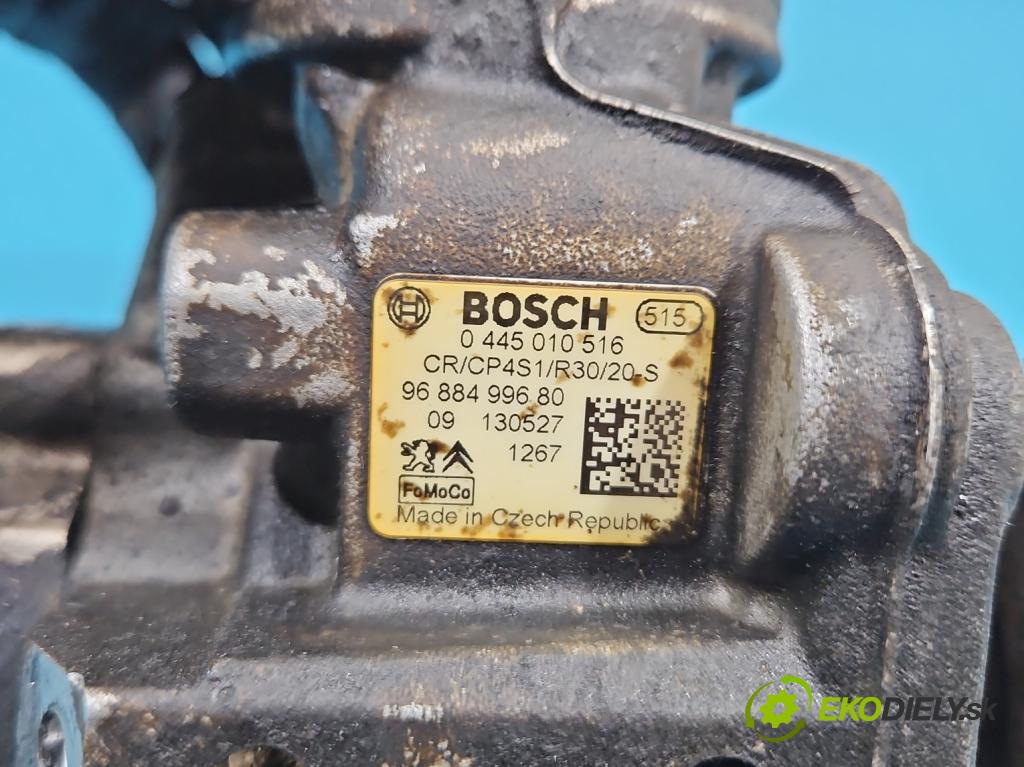 BOSCH 515
0 445 010 516
CR/CP4S1/R30/20-S
96 884 996 80
09 130527
1267
FoMoCo
Made in Czech Republic
EKODIELY.sk